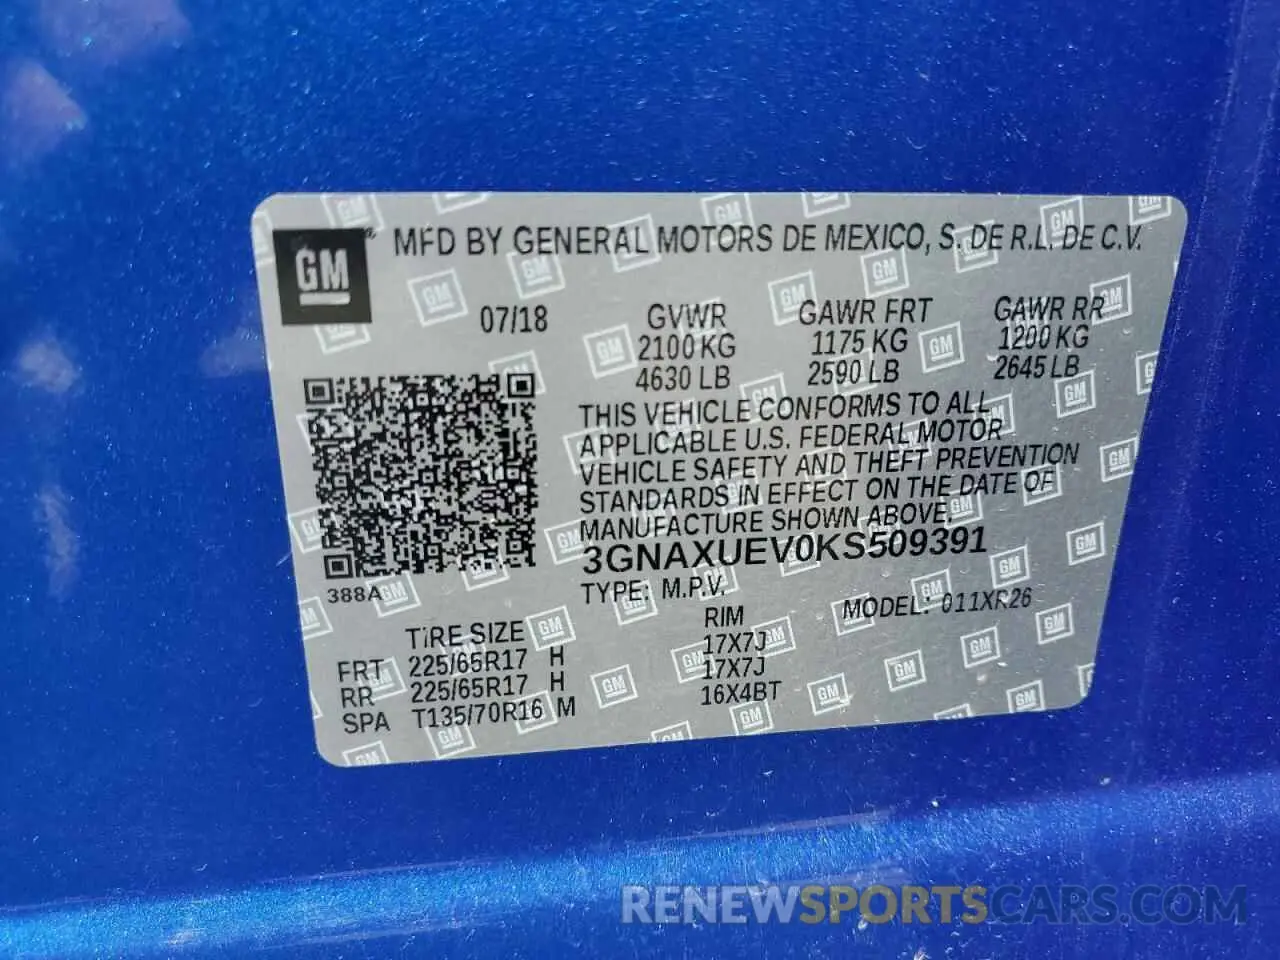 GM
MFD BY GENERAL MOTORS DE MEXICO, S. DE R.L. DE C.V.
07/18 GVWR GAWR FRT GAWR RR
2100 KG 1175 KG 1200 KG
4630 LB 2590 LB 2645 LB
THIS VEHICLE CONFORMS TO ALL
APPLICABLE U.S. FEDERAL MOTOR
VEHICLE SAFETY AND THEFT PREVENTION
STANDARDS IN EFFECT ON THE DATE OF
MANUFACTURE SHOWN ABOVE.
3GNAXUEV0KS509391
388A
TYPE: M.P.V. MODEL: 011XR26
TIRE SIZE RIM
FRT 225/65R17 H 17X7J
RR 225/65R17 H 17X7J
SPA T135/70R16 M 16X4BT
RENEWSPORTSCARS.COM